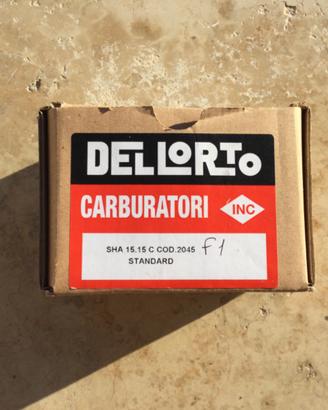 DELLORTO
CARBURATORI INC
SHA 15.15 C COD.2045 F1
STANDARD